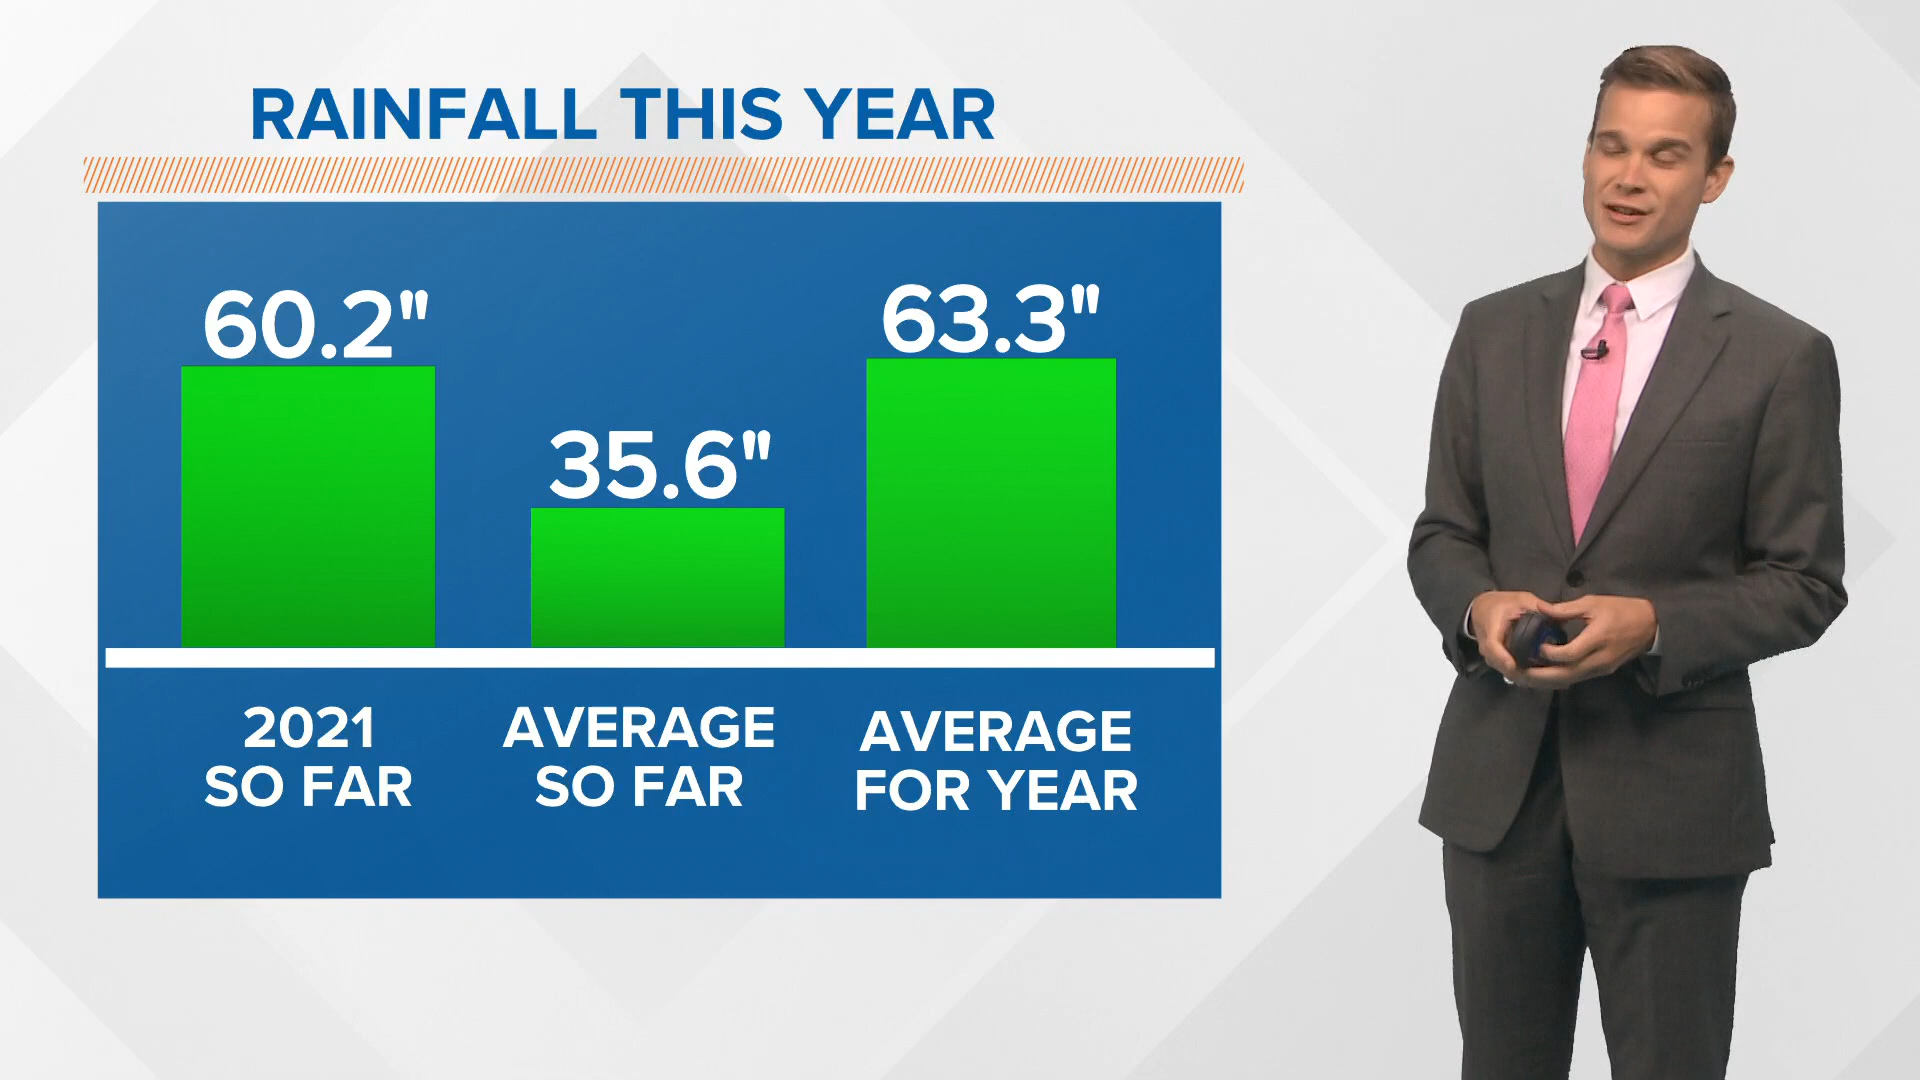 RAINFALL THIS YEAR
60.2"
35.6"
63.3"
2021
SO FAR
AVERAGE
SO FAR
AVERAGE
FOR YEAR